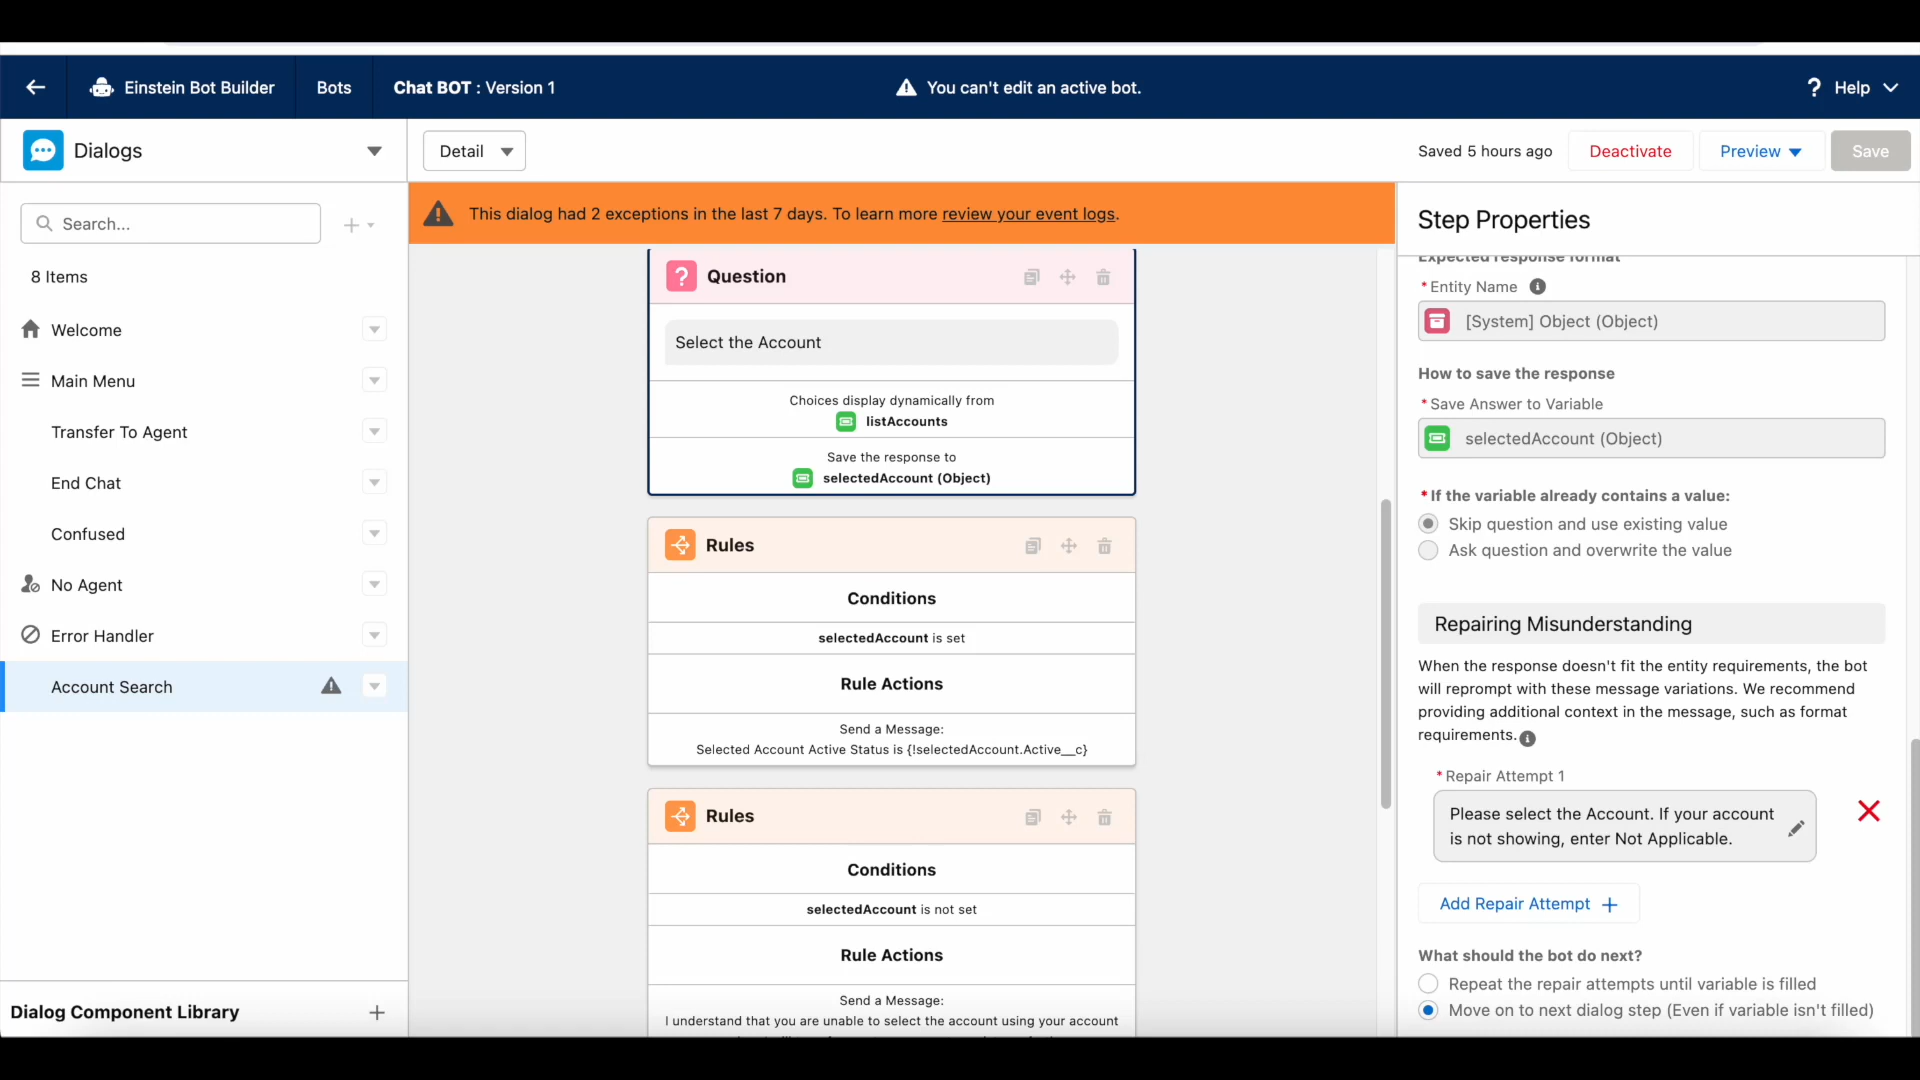 Einstein Bot Builder
Bots
Chat BOT : Version 1
You can't edit an active bot.
? Help
Dialogs
Detail
Saved 5 hours ago
Deactivate
Preview
Save
Search...
8 Items
Welcome
Main Menu
Transfer To Agent
End Chat
Confused
No Agent
Error Handler
Account Search
Dialog Component Library
This dialog had 2 exceptions in the last 7 days. To learn more review your event logs.
? Question
Select the Account
Choices display dynamically from
listAccounts
Save the response to
selectedAccount (Object)
Rules
Conditions
selectedAccount is set
Rule Actions
Send a Message:
Selected Account Active Status is {!selectedAccount.Active__c}
Rules
Conditions
selectedAccount is not set
Rule Actions
Send a Message:
I understand that you are unable to select the account using your account
Step Properties
Expected response format
*Entity Name
[System] Object (Object)
How to save the response
*Save Answer to Variable
selectedAccount (Object)
*If the variable already contains a value:
Skip question and use existing value
Ask question and overwrite the value
Repairing Misunderstanding
When the response doesn't fit the entity requirements, the bot
will reprompt with these message variations. We recommend
providing additional context in the message, such as format
requirements.
*Repair Attempt 1
Please select the Account. If your account
is not showing, enter Not Applicable.
Add Repair Attempt +
What should the bot do next?
Repeat the repair attempts until variable is filled
Move on to next dialog step (Even if variable isn't filled)